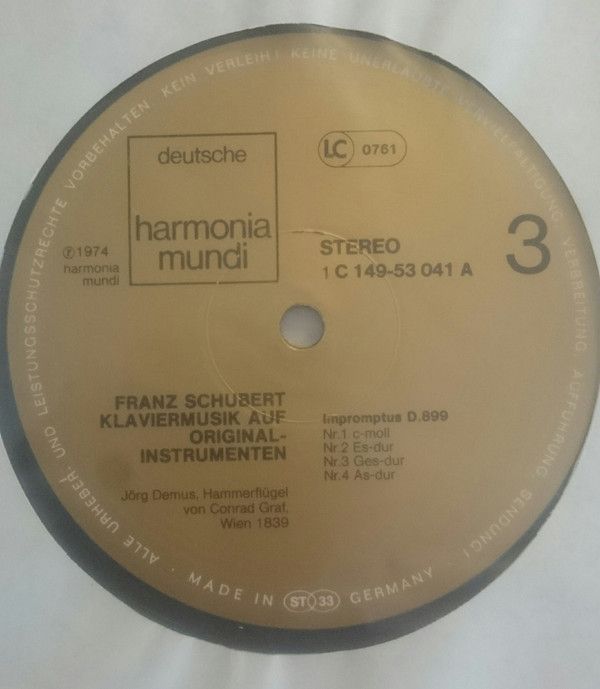 ALLE URHEBER- UND LEISTUNGSSCHUTZRECHTE VORBEHALTEN · KEIN VERLEIH! KEINE UNERLAUBTE VERVIELFÄLTIGUNG, VERBREITUNG, AUFFÜHRUNG, SENDUNG!
deutsche
harmonia
mundi
LC 0761
℗1974
harmonia
mundi
STEREO
1 C 149-53 041 A
3
FRANZ SCHUBERT
KLAVIERMUSIK AUF
ORIGINAL-
INSTRUMENTEN
Jörg Demus, Hammerflügel
von Conrad Graf,
Wien 1839
Impromptus D.899
Nr.1 c-moll
Nr.2 Es-dur
Nr.3 Ges-dur
Nr.4 As-dur
· MADE IN ST 33 GERMANY